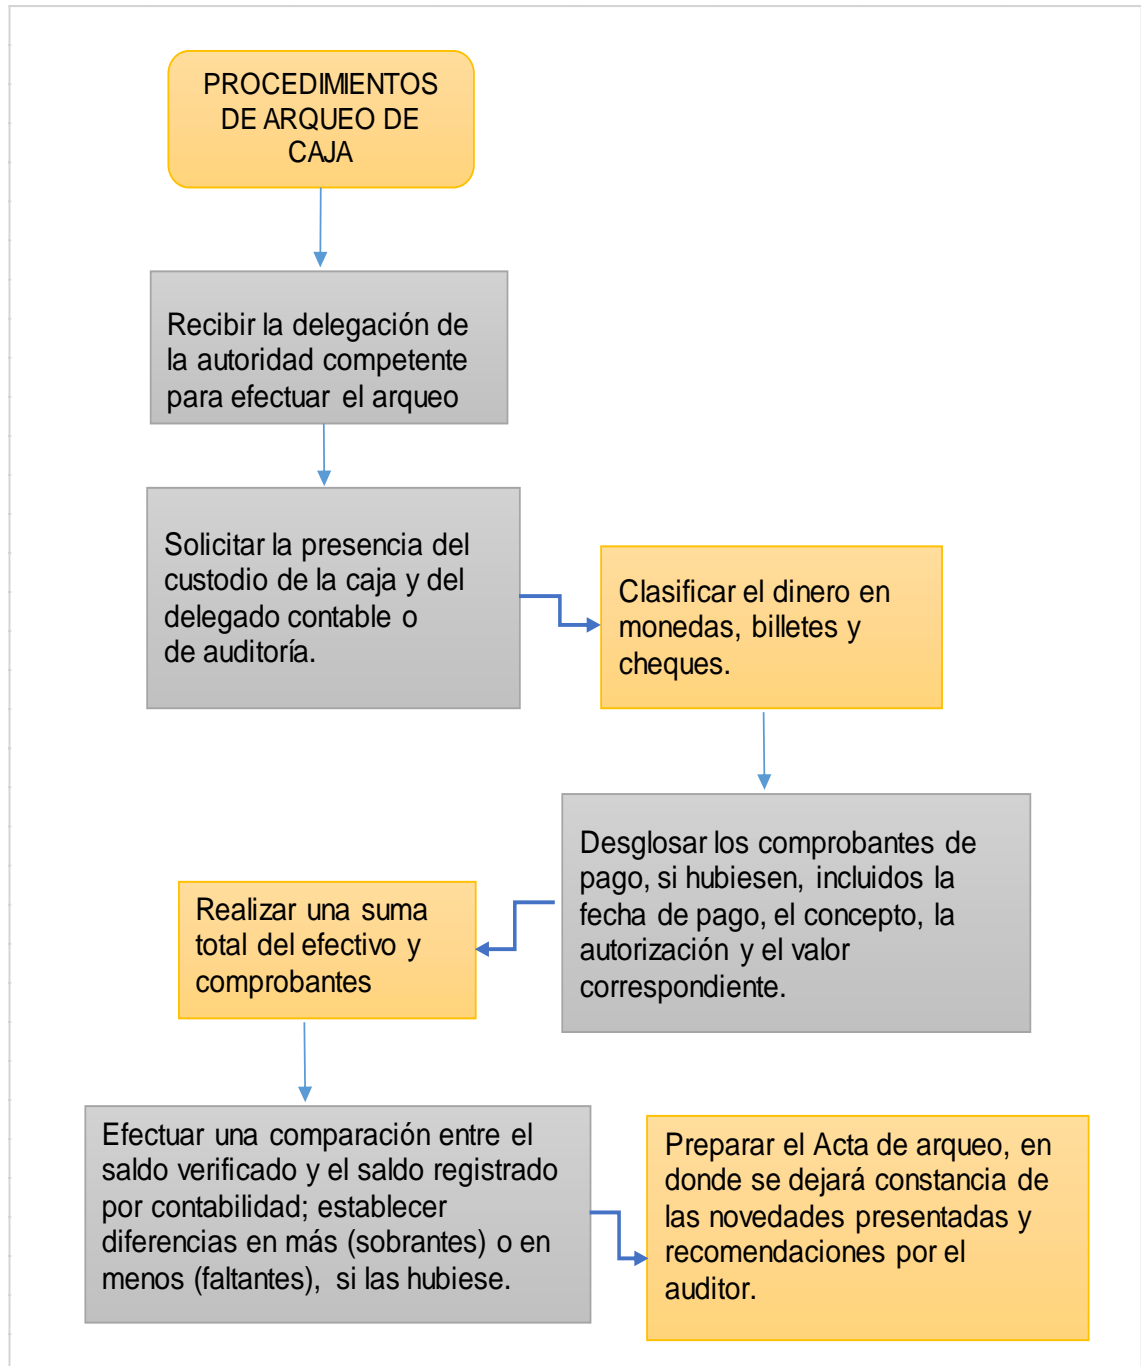 PROCEDIMIENTOS
DE ARQUEO DE
CAJA
Recibir la delegación de
la autoridad competente
para efectuar el arqueo
Solicitar la presencia del
custodio de la caja y del
delegado contable o
de auditoría.
Clasificar el dinero en
monedas, billetes y
cheques.
Desglosar los comprobantes de
pago, si hubiesen, incluidos la
fecha de pago, el concepto, la
autorización y el valor
correspondiente.
Realizar una suma
total del efectivo y
comprobantes
Efectuar una comparación entre el
saldo verificado y el saldo registrado
por contabilidad; establecer
diferencias en más (sobrantes) o en
menos (faltantes), si las hubiese.
Preparar el Acta de arqueo, en
donde se dejará constancia de
las novedades presentadas y
recomendaciones por el
auditor.